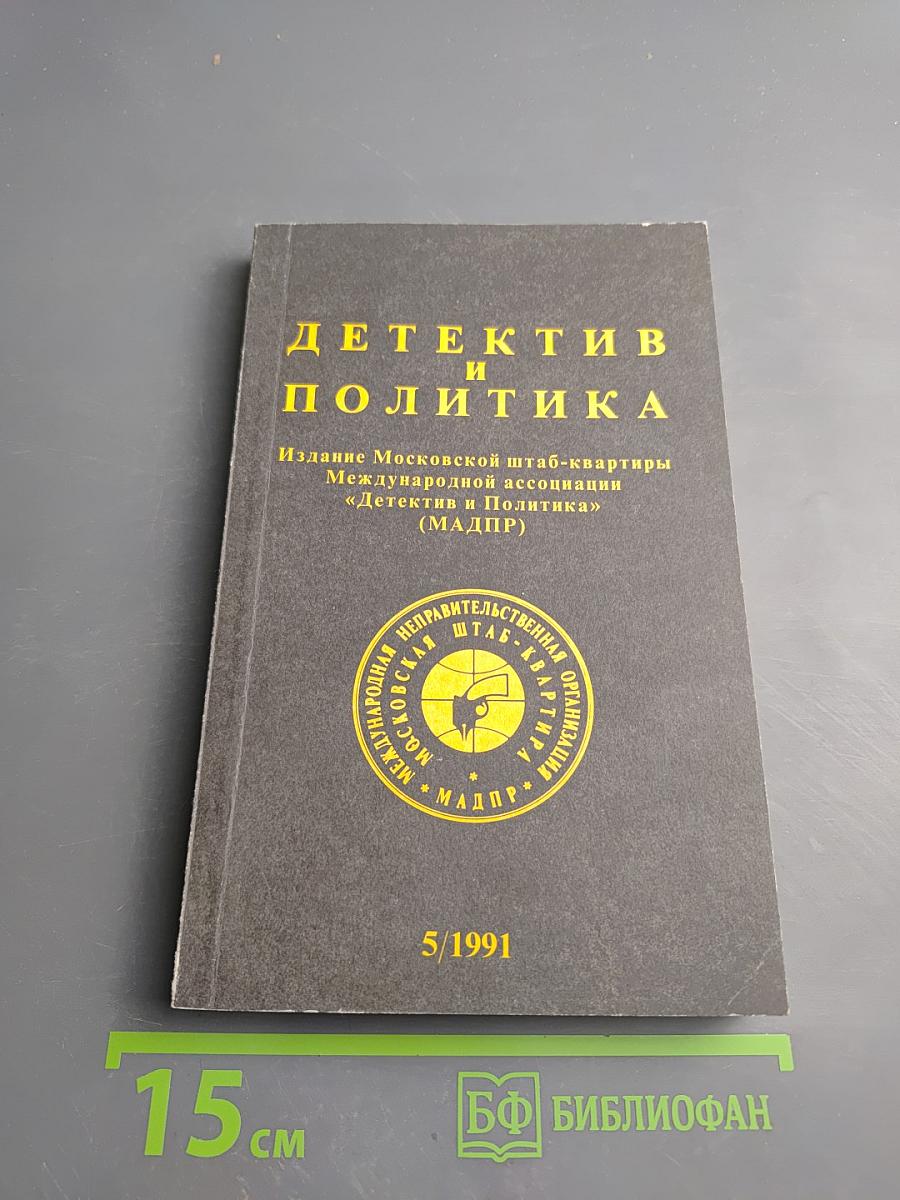 ДЕТЕКТИВ
И
ПОЛИТИКА
Издание Московской штаб-квартиры
Международной ассоциации
«Детектив и Политика»
(МАДПР)
МЕЖДУНАРОДНАЯ НЕПРАВИТЕЛЬСТВЕННАЯ ОРГАНИЗАЦИЯ
МОСКОВСКАЯ ШТАБ-КВАРТИРА
*
* МАДПР *
5/1991
15 см
БФ БИБЛИОФАН